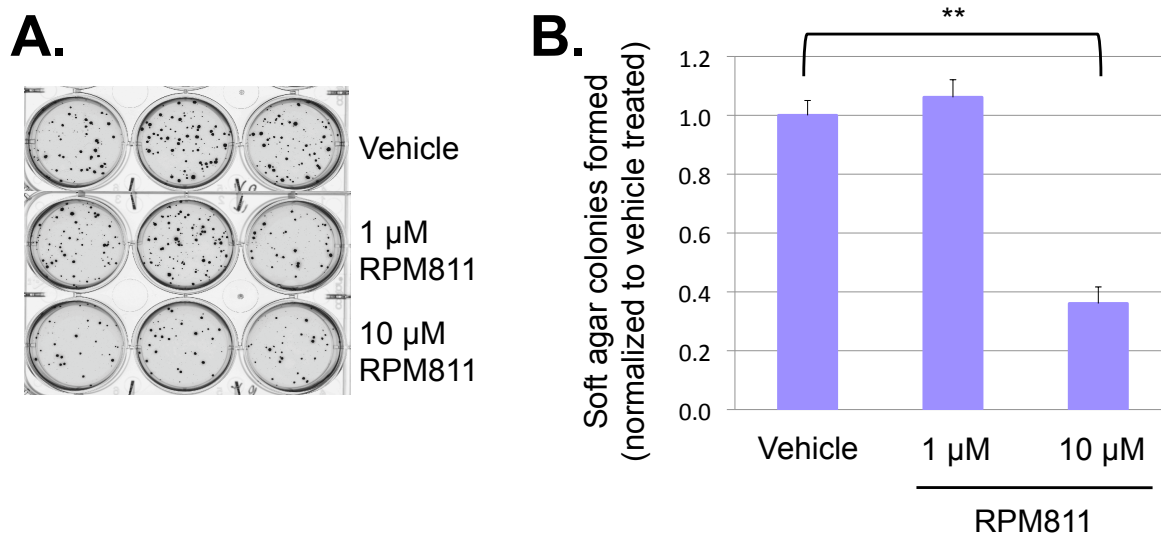 A.
Vehicle
1 µM
RPM811
10 µM
RPM811
B.
**
Soft agar colonies formed
(normalized to vehicle treated)
1.2
1.0
0.8
0.6
0.4
0.2
0.0
Vehicle
1 µM
10 µM
RPM811